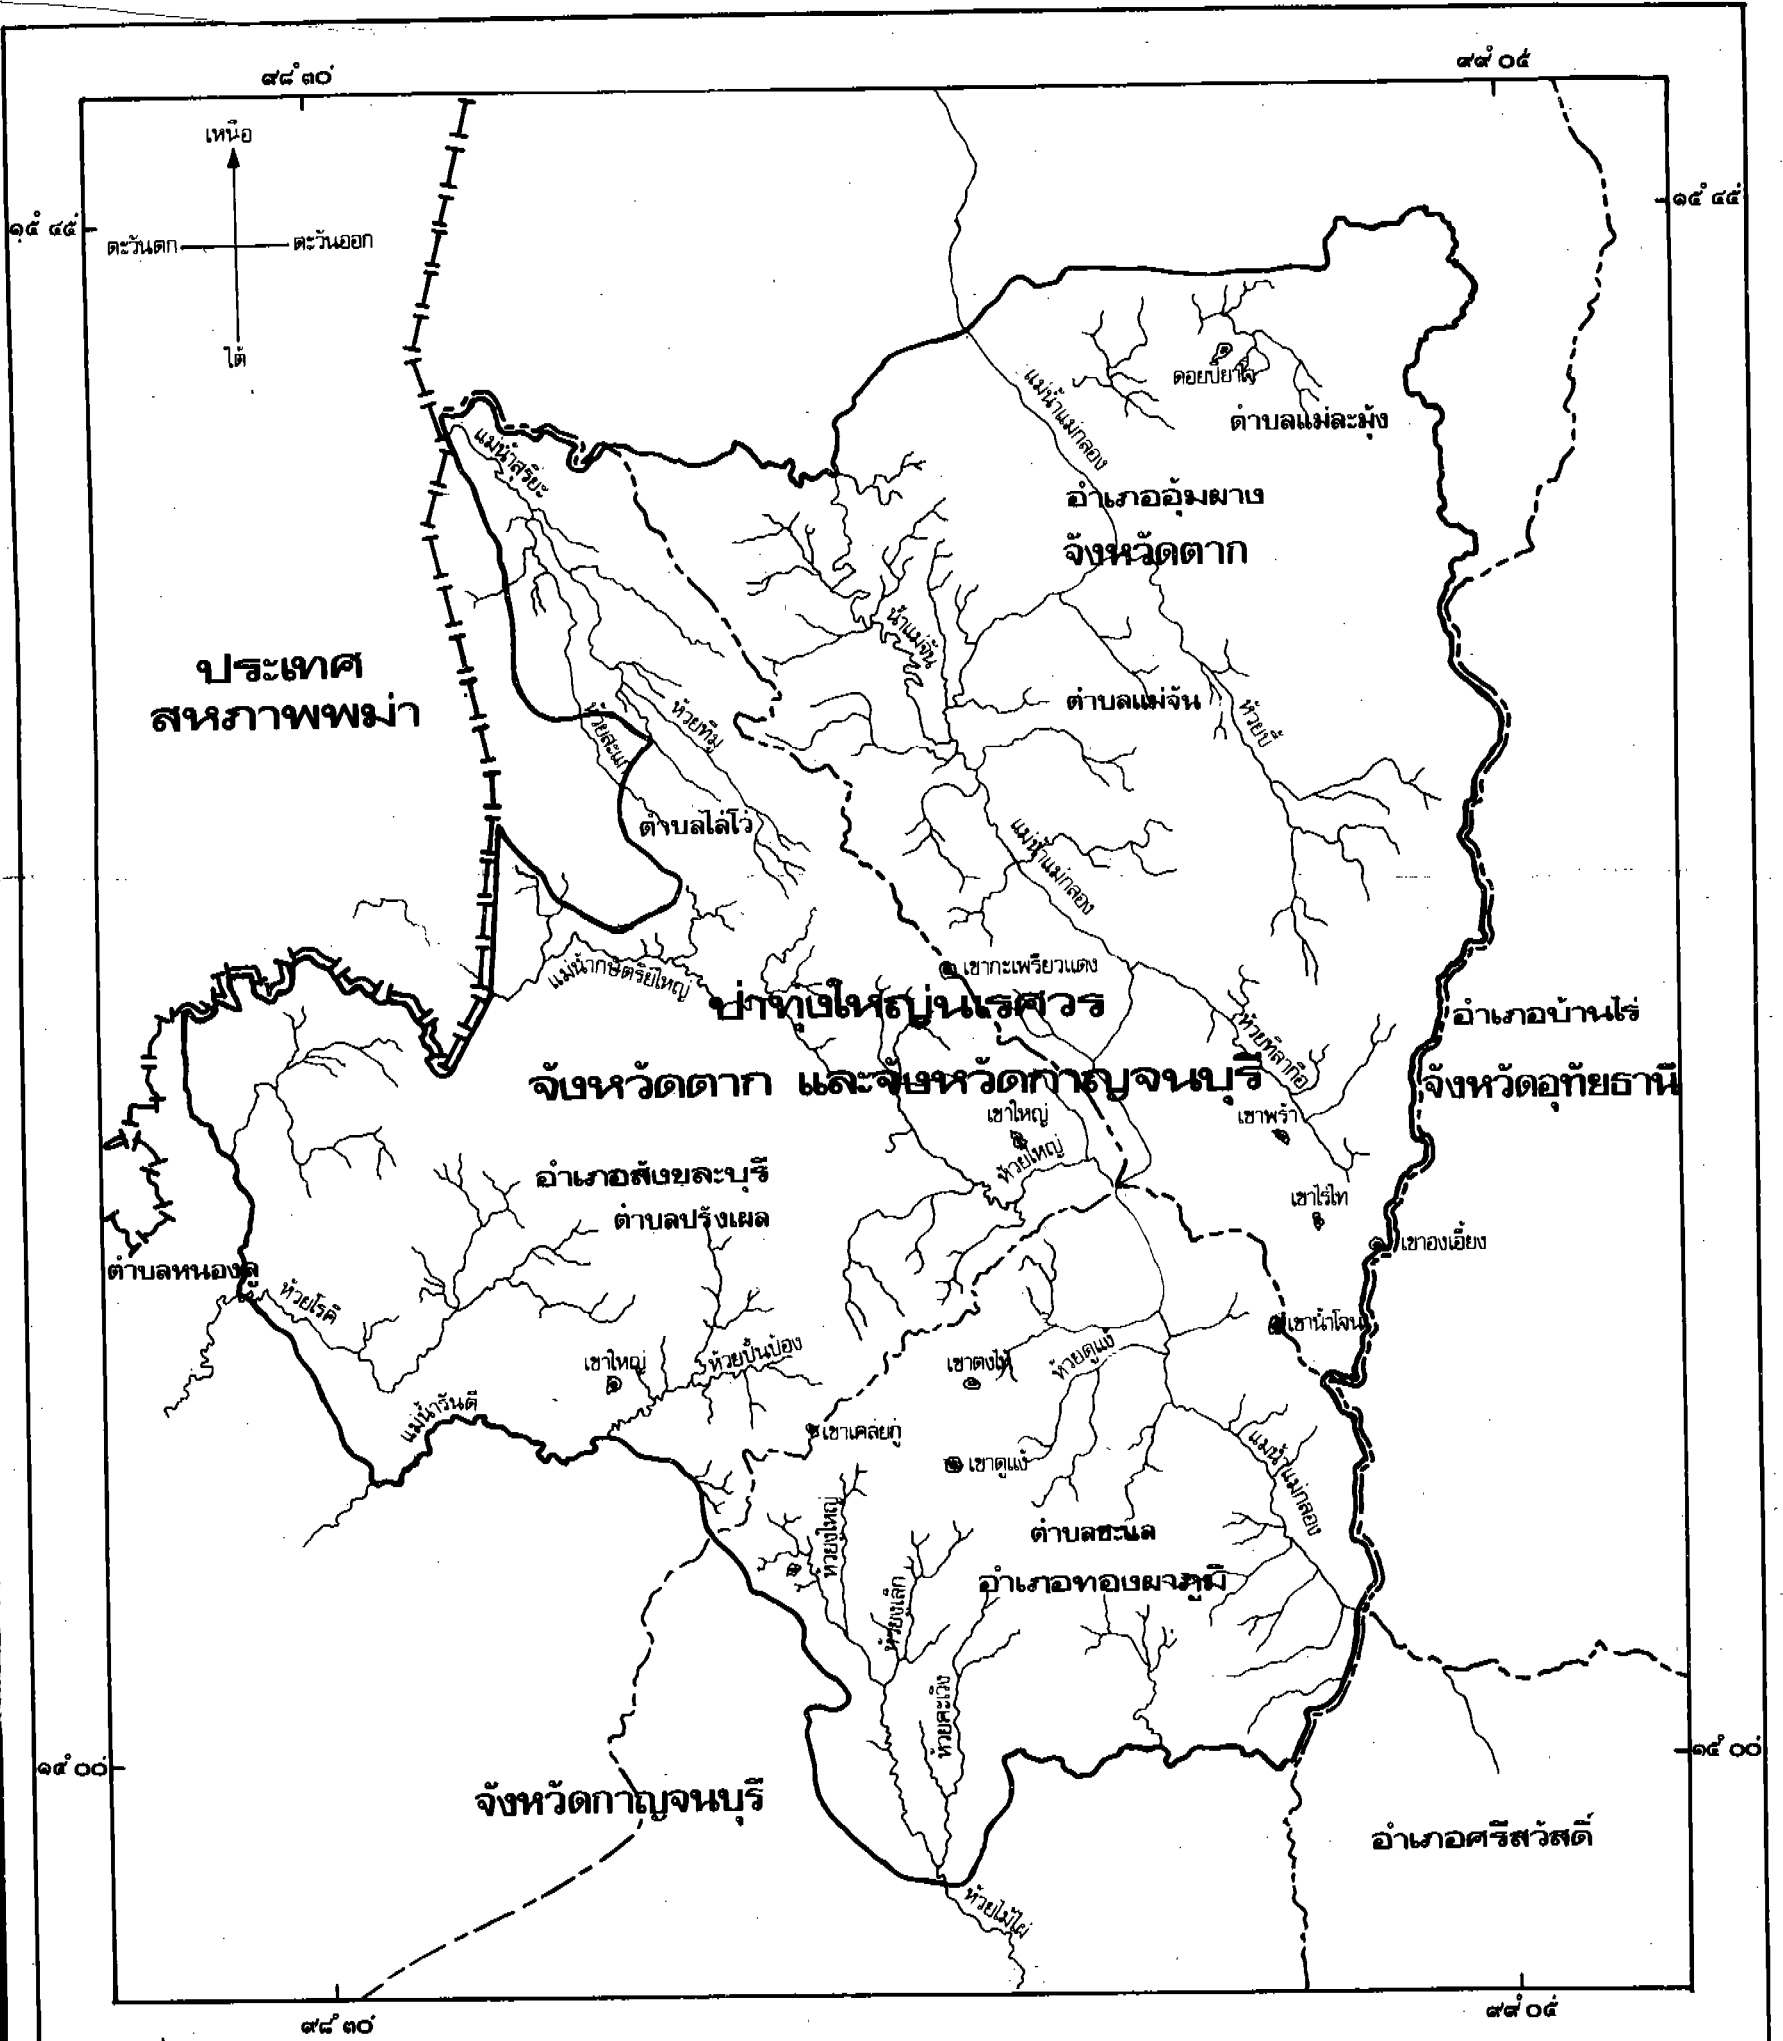 ๙๘° ๓๐'
๙๙° ๐๕'
เหนือ
๑๕° ๔๕'
๑๕° ๔๕'
ตะวันตก
ตะวันออก
ใต้
ตำบลแม่ละมุ้ง
แม่น้ำแม่กลอง
แม่น้ำสุริยะ
อำเภออุ้มผาง
จังหวัดตาก
น้ำแม่จัน
ประเทศ
สหภาพพม่า
ตำบลแม่จัน
ห้วยสะแก
ห้วยทิมู
ห้วยบี้
ตำบลไล่โว่
แม่น้ำแม่กลอง
เขากะเพรียวแดง
แม่น้ำกษัตริย์ใหญ่
ป่าทุ่งใหญ่นเรศวร
อำเภอบ้านไร่
ห้วยทิลากือ
จังหวัดตาก และจังหวัดกาญจนบุรี
จังหวัดอุทัยธานี
เขาใหญ่
เขาพร้า
ห้วยใหญ่
อำเภอสังขละบุรี
เขาไร่ไท
ตำบลปรังเผล
เขาองเอี้ยง
ตำบลหนองลู
ห้วยโรคี
เขาน้ำโจน
เขาใหญ่
ห้วยปั่นป๋อง
ห้วยดูแง้
แม่น้ำรันตี
เขาดูแง้
แม่น้ำแม่กลอง
ห้วยงูใหญ่
ตำบลชะแล
อำเภอทองผาภูมิ
ห้วยงูเล็ก
ห้วยตะเวิง
๑๕° ๐๐'
๑๕° ๐๐'
จังหวัดกาญจนบุรี
อำเภอศรีสวัสดิ์
ห้วยไม้ไผ่
๙๘° ๓๐'
๙๙° ๐๕'